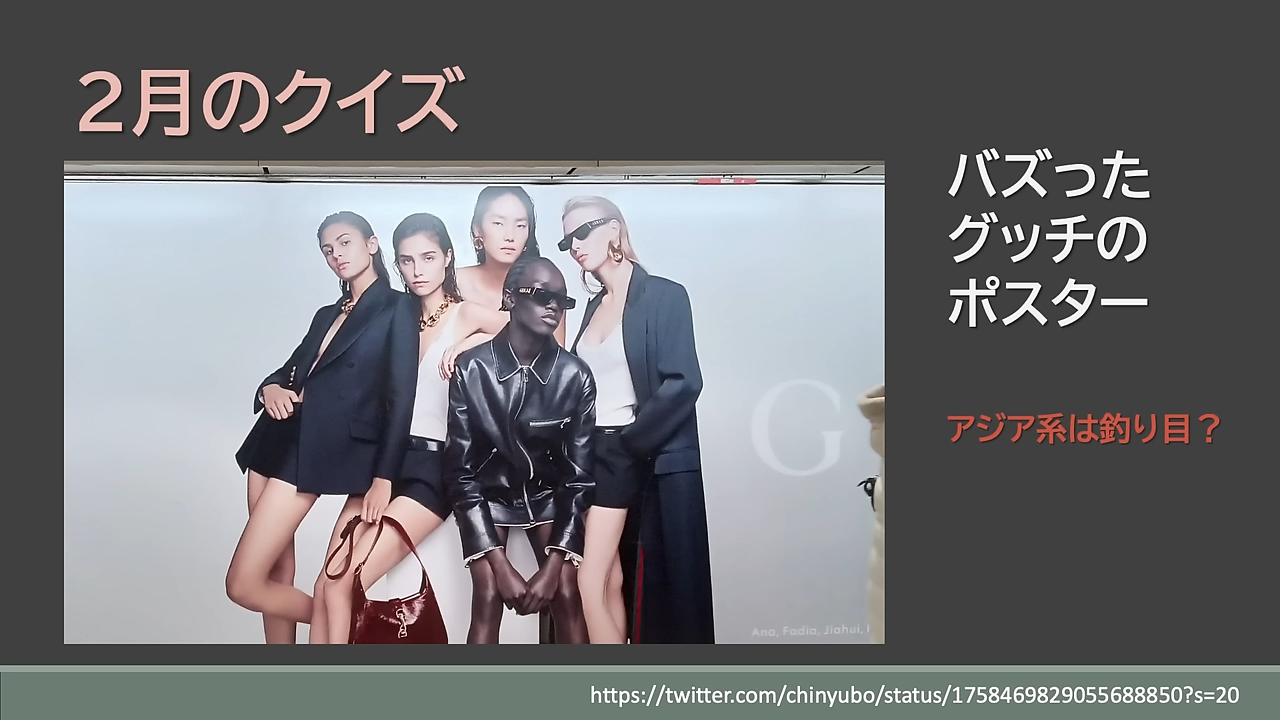 ２月のクイズ
バズった
グッチの
ポスター
アジア系は釣り目？
G
Ana, Fadia, Jiahui,
https://twitter.com/chinyubo/status/1758469829055688850?s=20